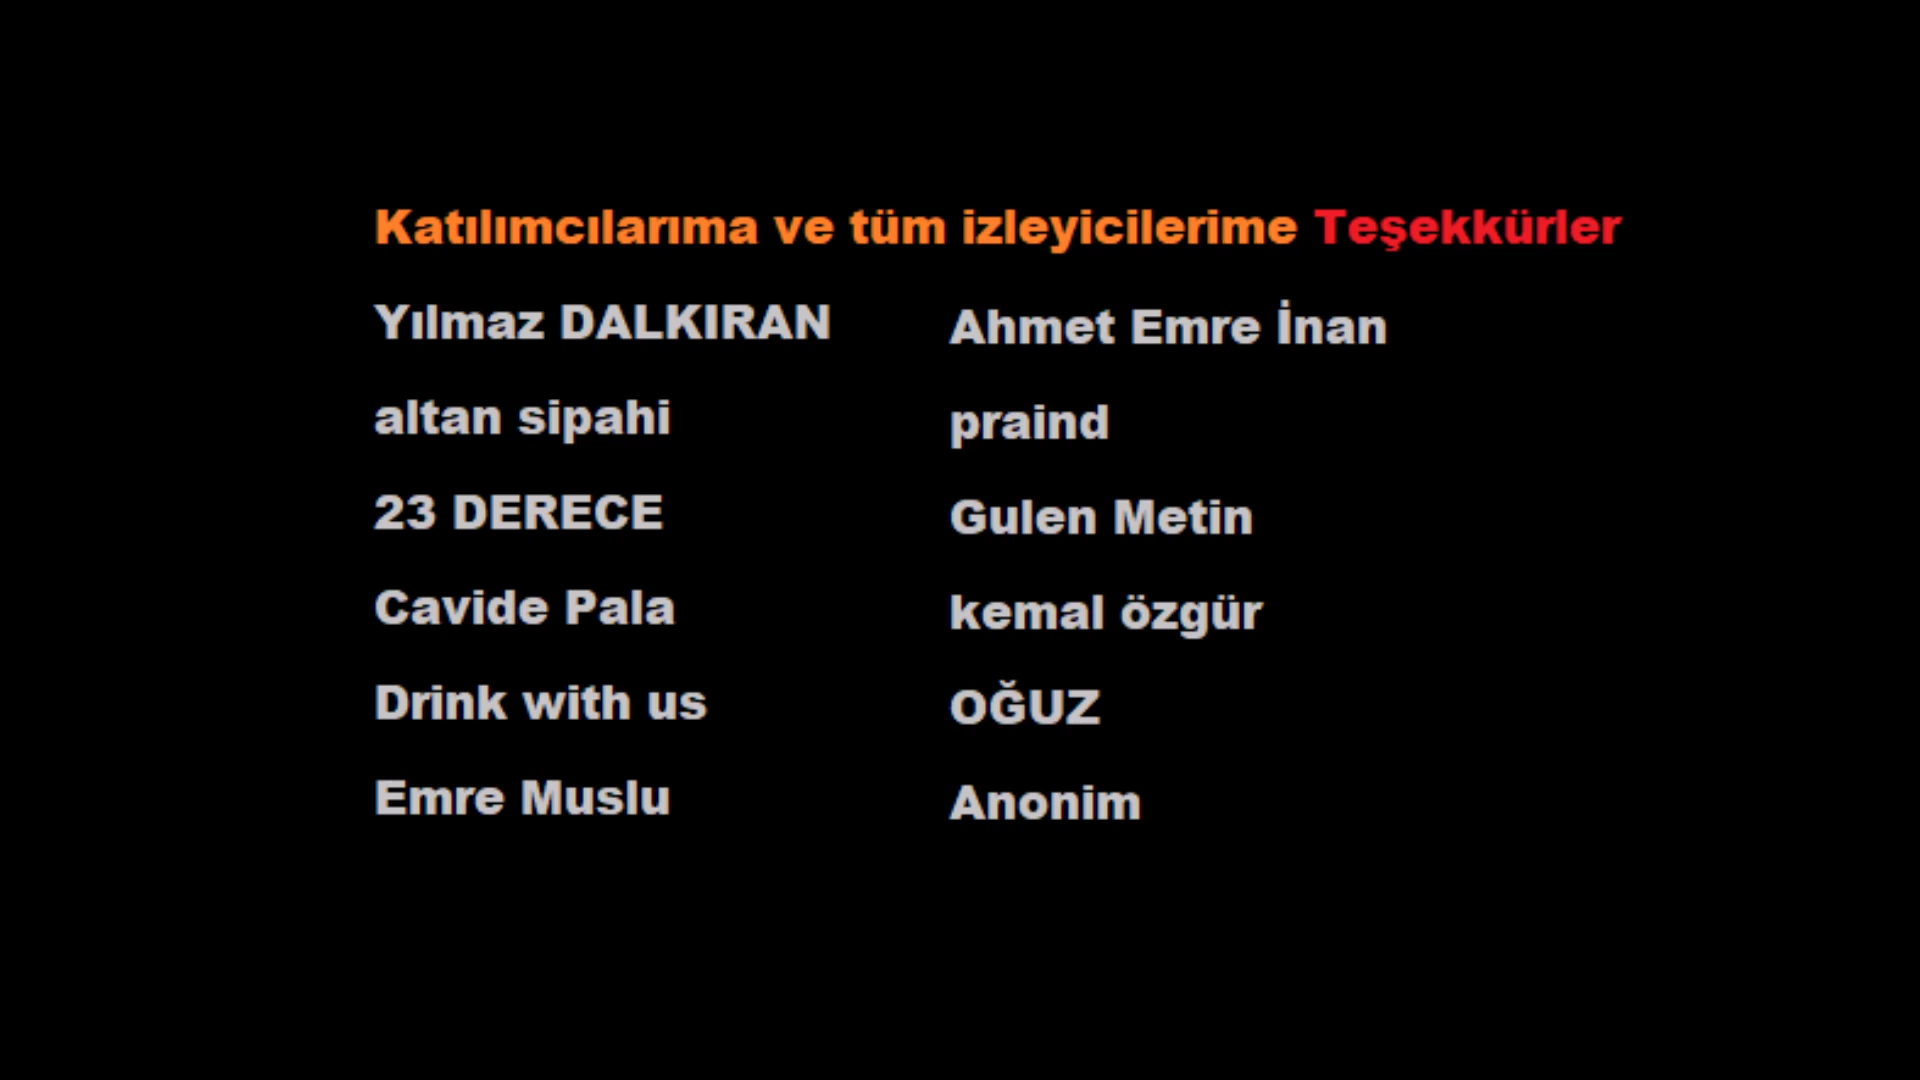 Katılımcılarıma ve tüm izleyicilerime Teşekkürler
Yılmaz DALKIRAN
altan sipahi
23 DERECE
Cavide Pala
Drink with us
Emre Muslu
Ahmet Emre İnan
praind
Gulen Metin
kemal özgür
OĞUZ
Anonim